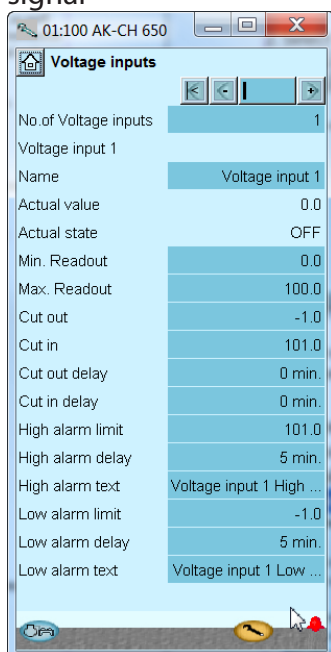 signal
01:100 AK-CH 650
Voltage inputs
No.of Voltage inputs 1
Voltage input 1
Name Voltage input 1
Actual value 0.0
Actual state OFF
Min. Readout 0.0
Max. Readout 100.0
Cut out -1.0
Cut in 101.0
Cut out delay 0 min.
Cut in delay 0 min.
High alarm limit 101.0
High alarm delay 5 min.
High alarm text Voltage input 1 High ...
Low alarm limit -1.0
Low alarm delay 5 min.
Low alarm text Voltage input 1 Low ...